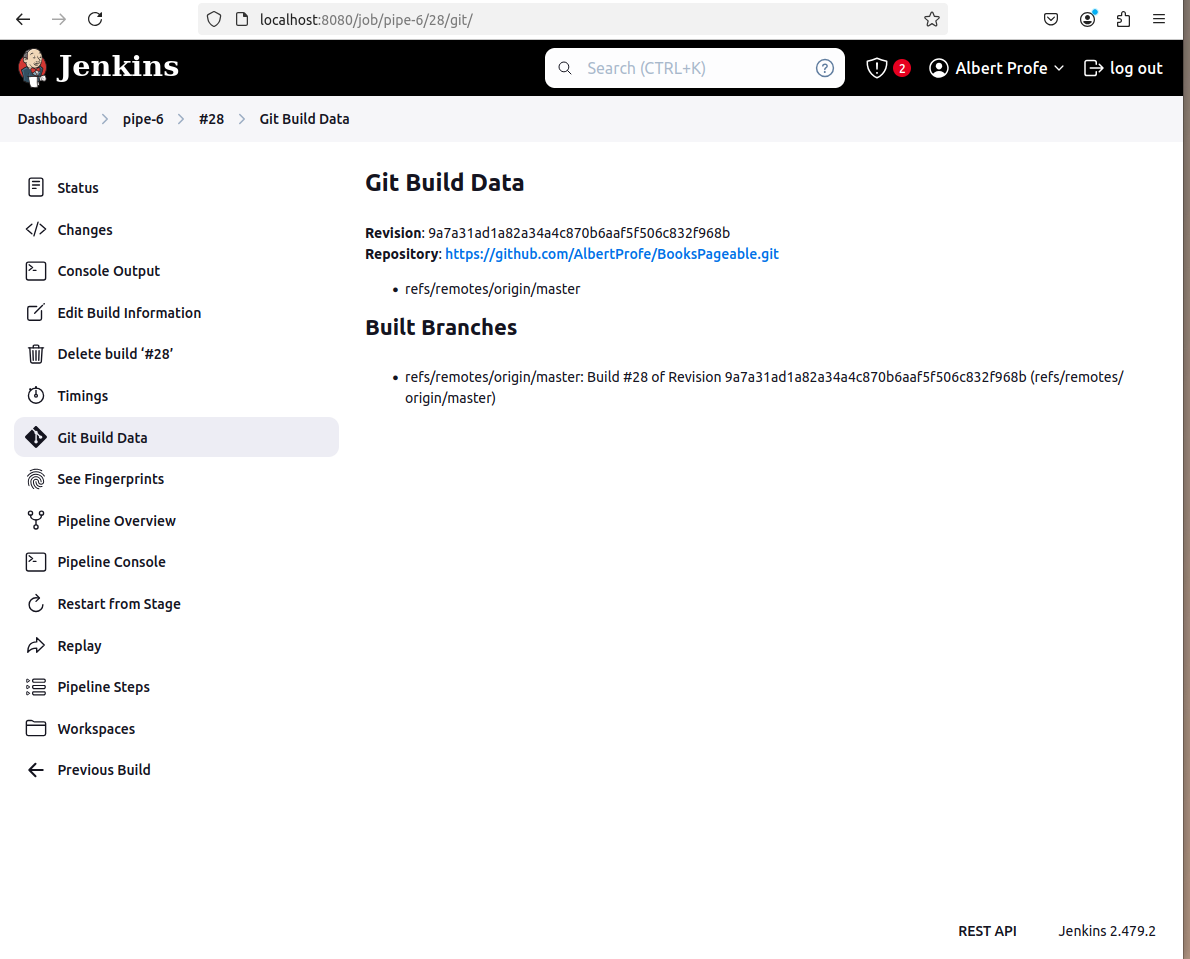 localhost:8080/job/pipe-6/28/git/
Jenkins
Search (CTRL+K)
?
2
Albert Profe
log out
Dashboard
pipe-6
#28
Git Build Data
Status
Changes
Console Output
Edit Build Information
Delete build ‘#28’
Timings
Git Build Data
See Fingerprints
Pipeline Overview
Pipeline Console
Restart from Stage
Replay
Pipeline Steps
Workspaces
Previous Build
Git Build Data
Revision: 9a7a31ad1a82a34a4c870b6aaf5f506c832f968b
Repository: https://github.com/AlbertProfe/BooksPageable.git
• refs/remotes/origin/master
Built Branches
• refs/remotes/origin/master: Build #28 of Revision 9a7a31ad1a82a34a4c870b6aaf5f506c832f968b (refs/remotes/
origin/master)
REST API
Jenkins 2.479.2